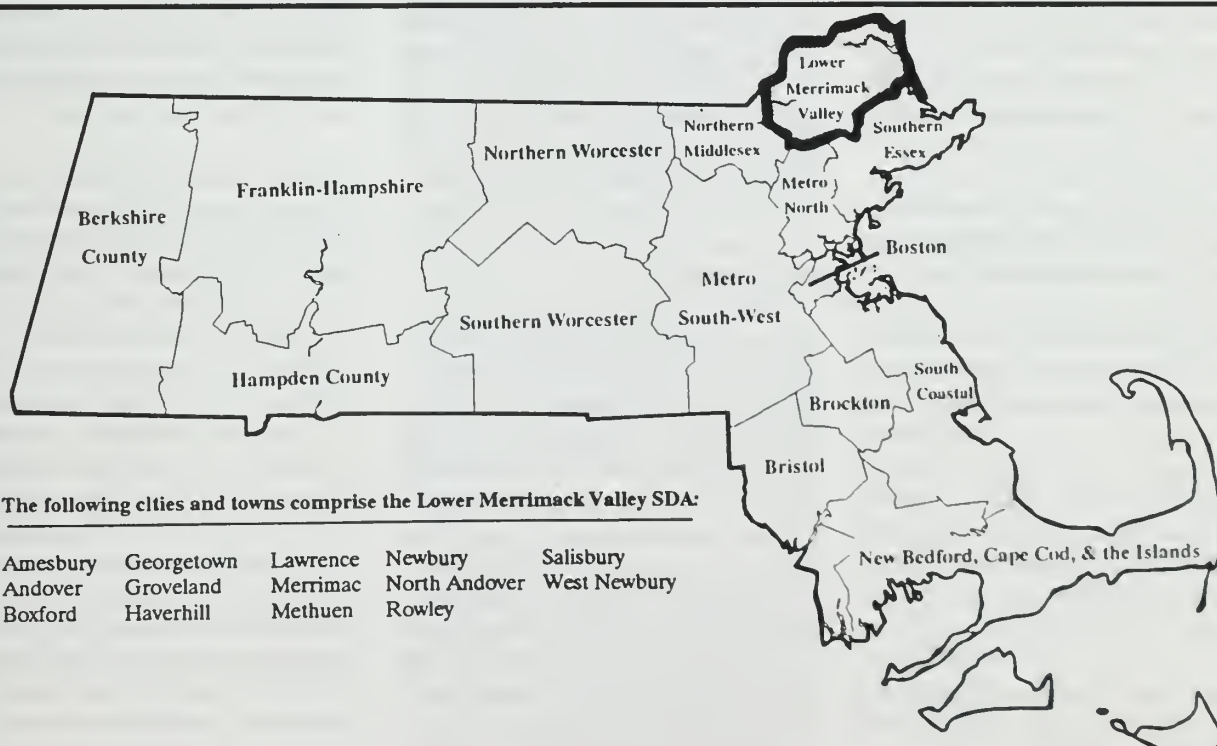 Lower
Merrimack
Valley
Northern
Middlesex
Southern
Essex
Northern Worcester
Franklin-Hampshire
Metro
North
Berkshire
County
Boston
Metro
South-West
Southern Worcester
Hampden County
South
Coastal
Brockton
Bristol
The following cities and towns comprise the Lower Merrimack Valley SDA:
Amesbury Georgetown Lawrence Newbury Salisbury
Andover Groveland Merrimac North Andover West Newbury
Boxford Haverhill Methuen Rowley
New Bedford, Cape Cod, & the Islands